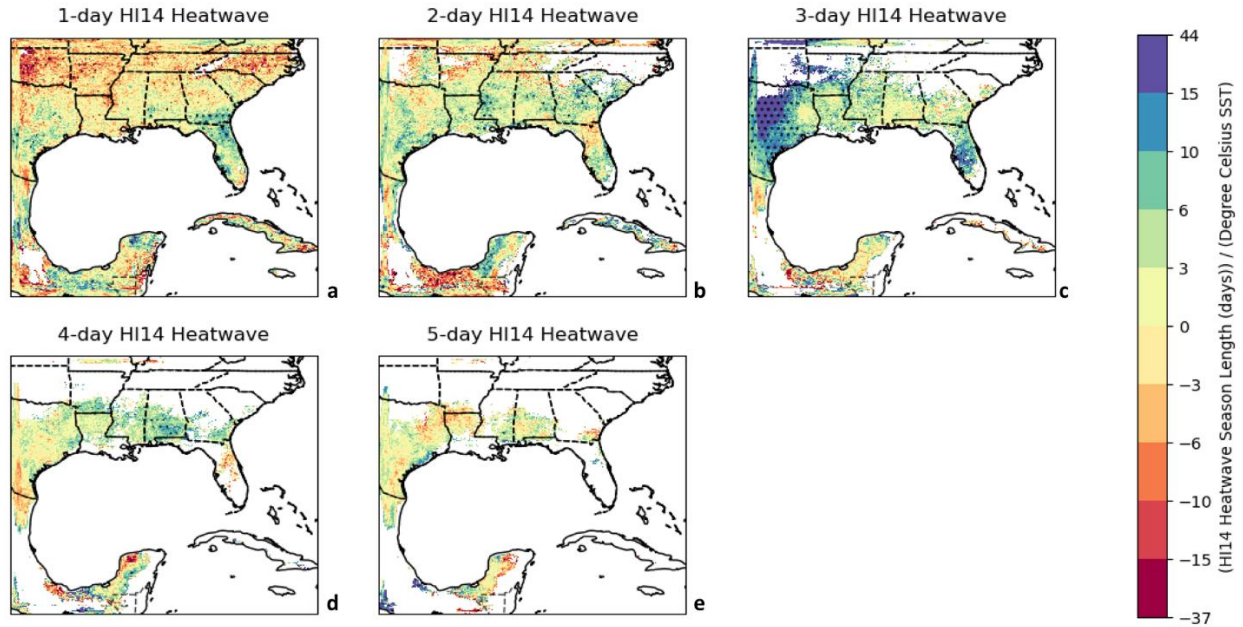 1-day HI14 Heatwave
2-day HI14 Heatwave
3-day HI14 Heatwave
a
b
c
4-day HI14 Heatwave
5-day HI14 Heatwave
d
e
44
15
10
6
3
0
−3
−6
−10
−15
−37
(HI14 Heatwave Season Length (days)) / (Degree Celsius SST)